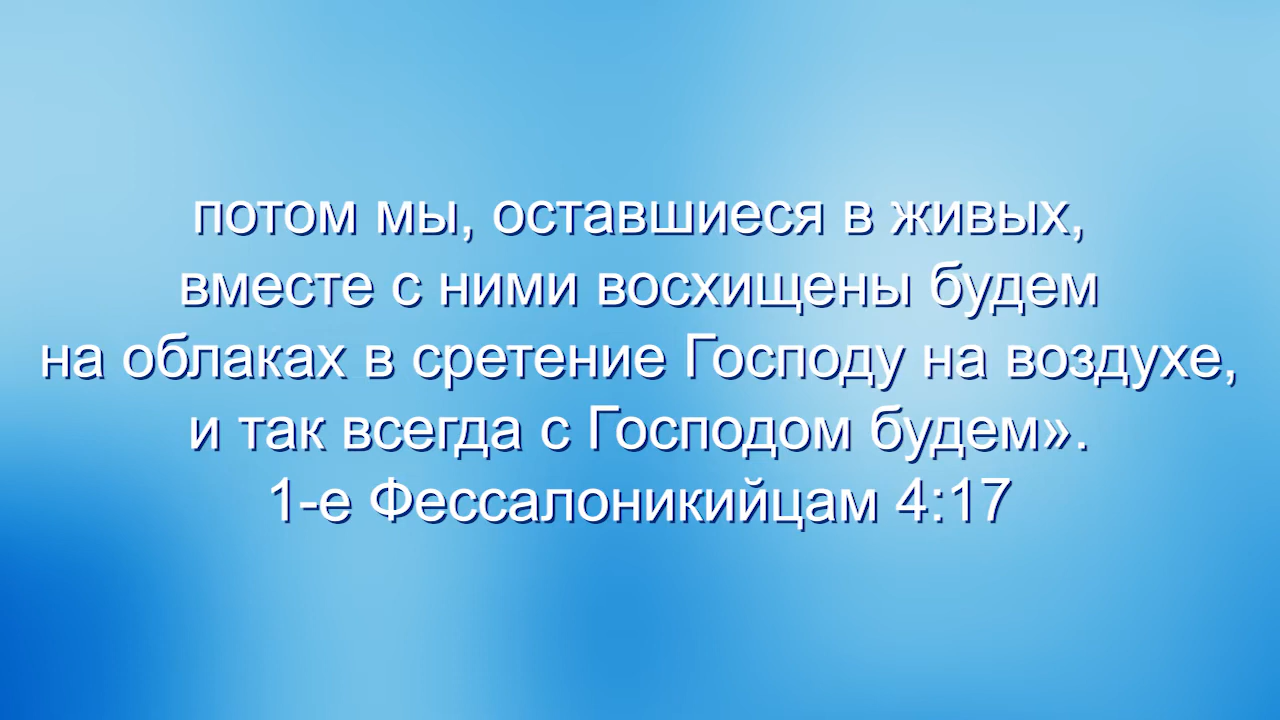 потом мы, оставшиеся в живых,
вместе с ними восхищены будем
на облаках в сретение Господу на воздухе,
и так всегда с Господом будем».
1-е Фессалоникийцам 4:17